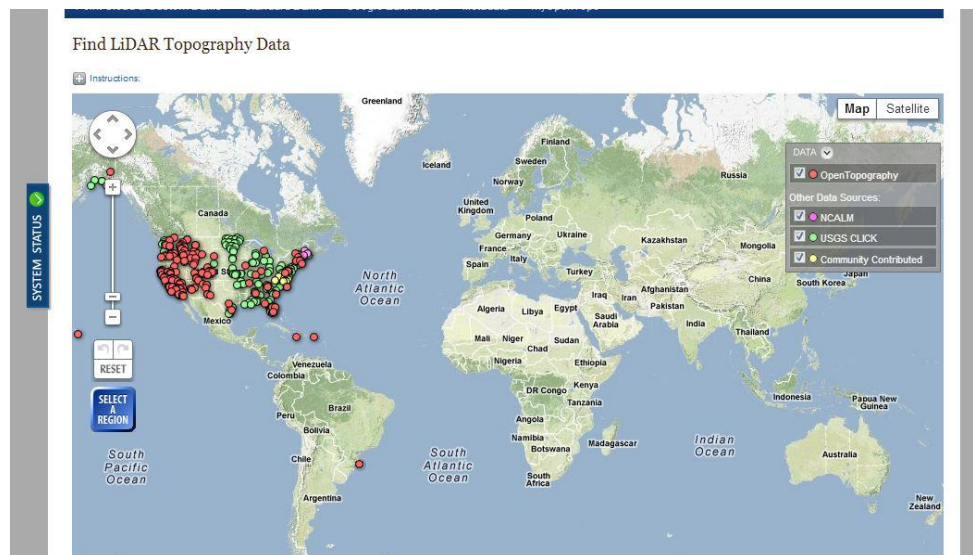 Find LiDAR Topography Data
Instructions:
Map Satellite
DATA
OpenTopography
Other Data Sources:
NCALM
USGS CLICK
Community Contributed
SYSTEM STATUS
RESET
SELECT
A
REGION
Greenland
Iceland
Finland
Sweden
Norway
Russia
United
Kingdom
Poland
Germany
Ukraine
France
Italy
Spain
Turkey
Kazakhstan
Mongolia
Canada
North
Atlantic
Ocean
Mexico
Algeria
Libya
Egypt
Iraq
Iran
Afghanistan
Pakistan
Saudi
Arabia
China
Japan
South Korea
India
Thailand
Mali
Niger
Chad
Sudan
Nigeria
Ethiopia
Venezuela
Colombia
DR Congo
Kenya
Tanzania
Indonesia
Papua New
Guinea
Peru
Brazil
Bolivia
Angola
Namibia
Botswana
Madagascar
Indian
Ocean
Australia
South
Pacific
Ocean
Chile
South
Atlantic
Ocean
South
Africa
Argentina
New
Zealand